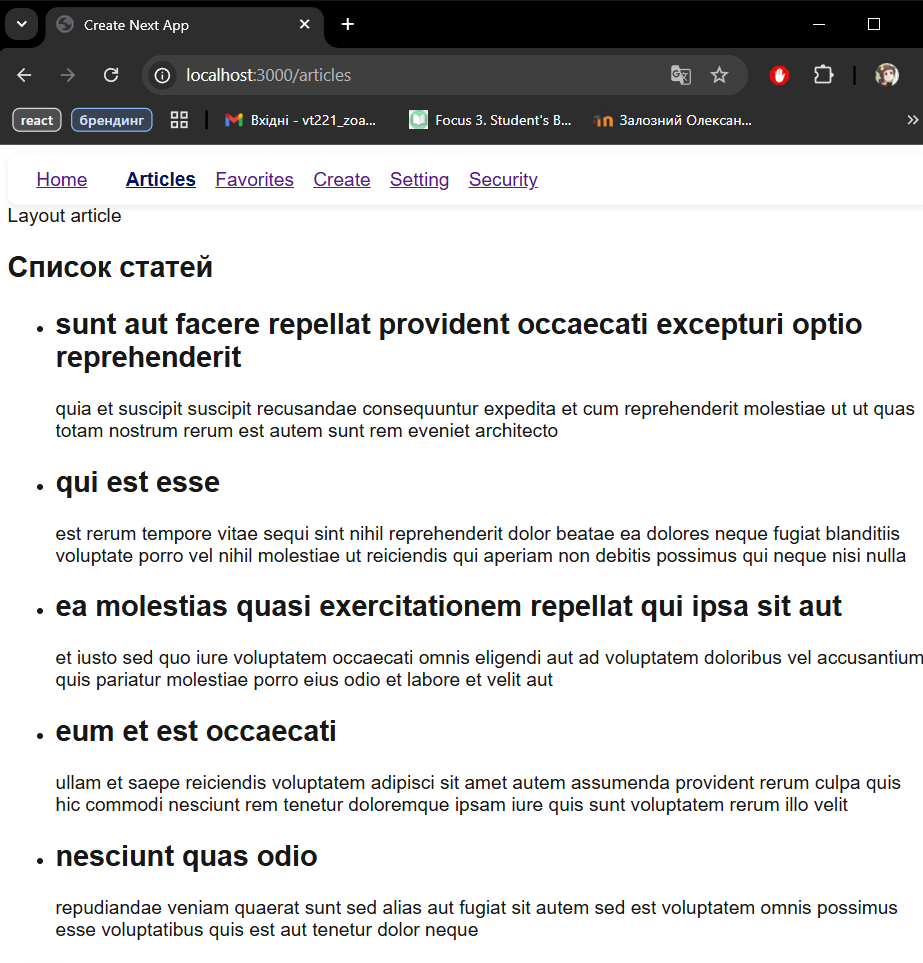 Create Next App
localhost:3000/articles
react
брендинг
Вхідні - vt221_zoa...
Focus 3. Student's B...
Залозний Олексан...
Home Articles Favorites Create Setting Security
Layout article
Список статей
sunt aut facere repellat provident occaecati excepturi optio
reprehenderit
quia et suscipit suscipit recusandae consequuntur expedita et cum reprehenderit molestiae ut ut quas
totam nostrum rerum est autem sunt rem eveniet architecto
qui est esse
est rerum tempore vitae sequi sint nihil reprehenderit dolor beatae ea dolores neque fugiat blanditiis
voluptate porro vel nihil molestiae ut reiciendis qui aperiam non debitis possimus qui neque nisi nulla
ea molestias quasi exercitationem repellat qui ipsa sit aut
et iusto sed quo iure voluptatem occaecati omnis eligendi aut ad voluptatem doloribus vel accusantium
quis pariatur molestiae porro eius odio et labore et velit aut
eum et est occaecati
ullam et saepe reiciendis voluptatem adipisci sit amet autem assumenda provident rerum culpa quis
hic commodi nesciunt rem tenetur doloremque ipsam iure quis sunt voluptatem rerum illo velit
nesciunt quas odio
repudiandae veniam quaerat sunt sed alias aut fugiat sit autem sed est voluptatem omnis possimus
esse voluptatibus quis est aut tenetur dolor neque